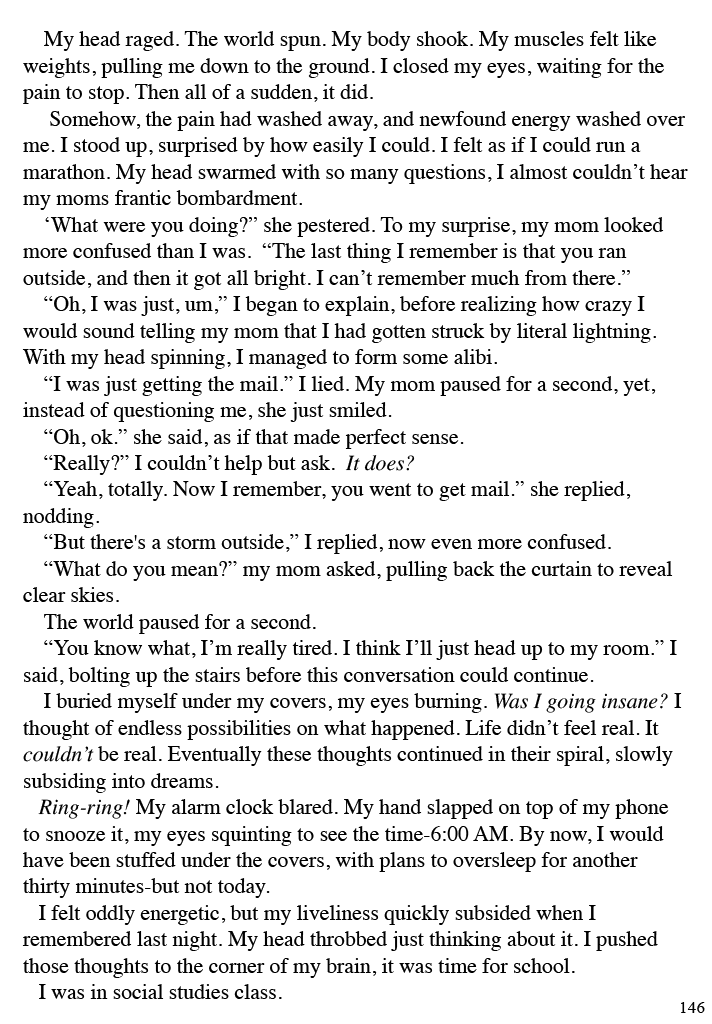 My head raged. The world spun. My body shook. My muscles felt like
weights, pulling me down to the ground. I closed my eyes, waiting for the
pain to stop. Then all of a sudden, it did.
Somehow, the pain had washed away, and newfound energy washed over
me. I stood up, surprised by how easily I could. I felt as if I could run a
marathon. My head swarmed with so many questions, I almost couldn’t hear
my moms frantic bombardment.
‘What were you doing?” she pestered. To my surprise, my mom looked
more confused than I was.  “The last thing I remember is that you ran
outside, and then it got all bright. I can’t remember much from there.”
“Oh, I was just, um,” I began to explain, before realizing how crazy I
would sound telling my mom that I had gotten struck by literal lightning.
With my head spinning, I managed to form some alibi.
“I was just getting the mail.” I lied. My mom paused for a second, yet,
instead of questioning me, she just smiled.
“Oh, ok.” she said, as if that made perfect sense.
“Really?” I couldn’t help but ask.  It does?
“Yeah, totally. Now I remember, you went to get mail.” she replied,
nodding.
“But there's a storm outside,” I replied, now even more confused.
“What do you mean?” my mom asked, pulling back the curtain to reveal
clear skies.
The world paused for a second.
“You know what, I’m really tired. I think I’ll just head up to my room.” I
said, bolting up the stairs before this conversation could continue.
I buried myself under my covers, my eyes burning. Was I going insane? I
thought of endless possibilities on what happened. Life didn’t feel real. It
couldn’t be real. Eventually these thoughts continued in their spiral, slowly
subsiding into dreams.
Ring-ring! My alarm clock blared. My hand slapped on top of my phone
to snooze it, my eyes squinting to see the time-6:00 AM. By now, I would
have been stuffed under the covers, with plans to oversleep for another
thirty minutes-but not today.
I felt oddly energetic, but my liveliness quickly subsided when I
remembered last night. My head throbbed just thinking about it. I pushed
those thoughts to the corner of my brain, it was time for school.
I was in social studies class.
146